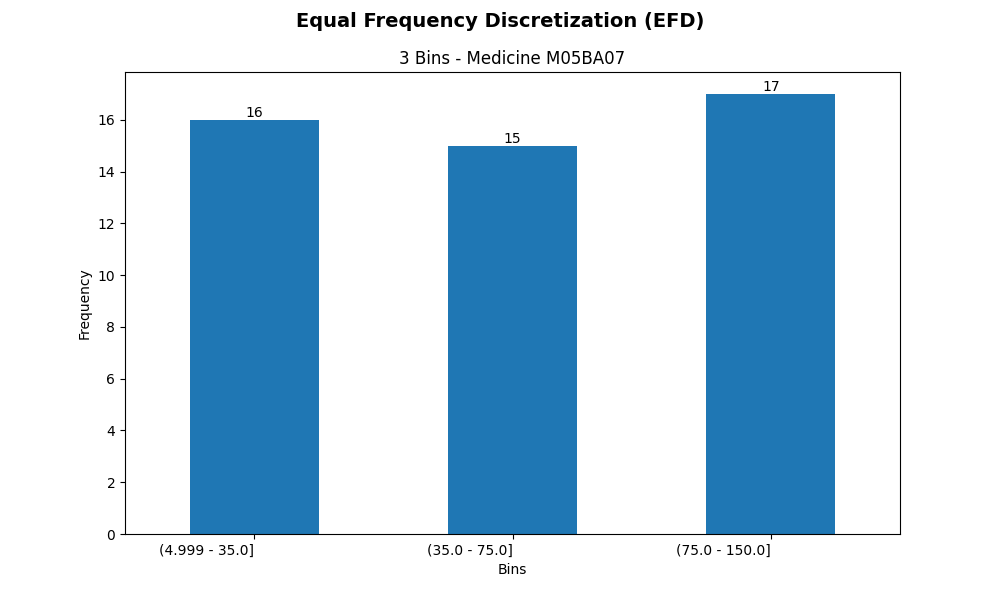 Equal Frequency Discretization (EFD)
3 Bins - Medicine M05BA07
17
16
15
16
14
12
10
8
6
4
2
0
Frequency
(4.999 - 35.0]
(35.0 - 75.0]
(75.0 - 150.0]
Bins